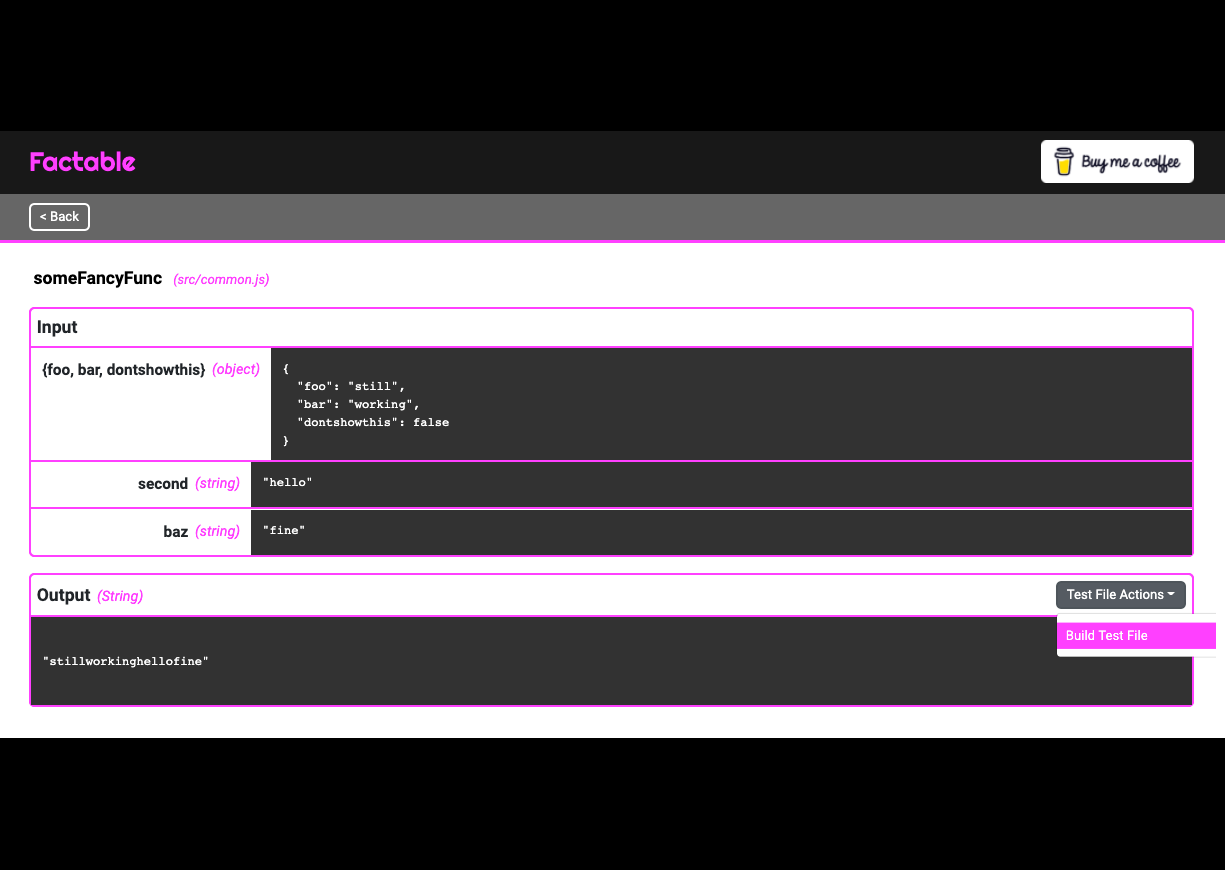 Factable
Buy me a coffee
< Back
someFancyFunc (src/common.js)
Input
{foo, bar, dontshowthis} (object)
{
"foo": "still",
"bar": "working",
"dontshowthis": false
}
second (string) "hello"
baz (string) "fine"
Output (String)
Test File Actions
Build Test File
"stillworkinghellofine"